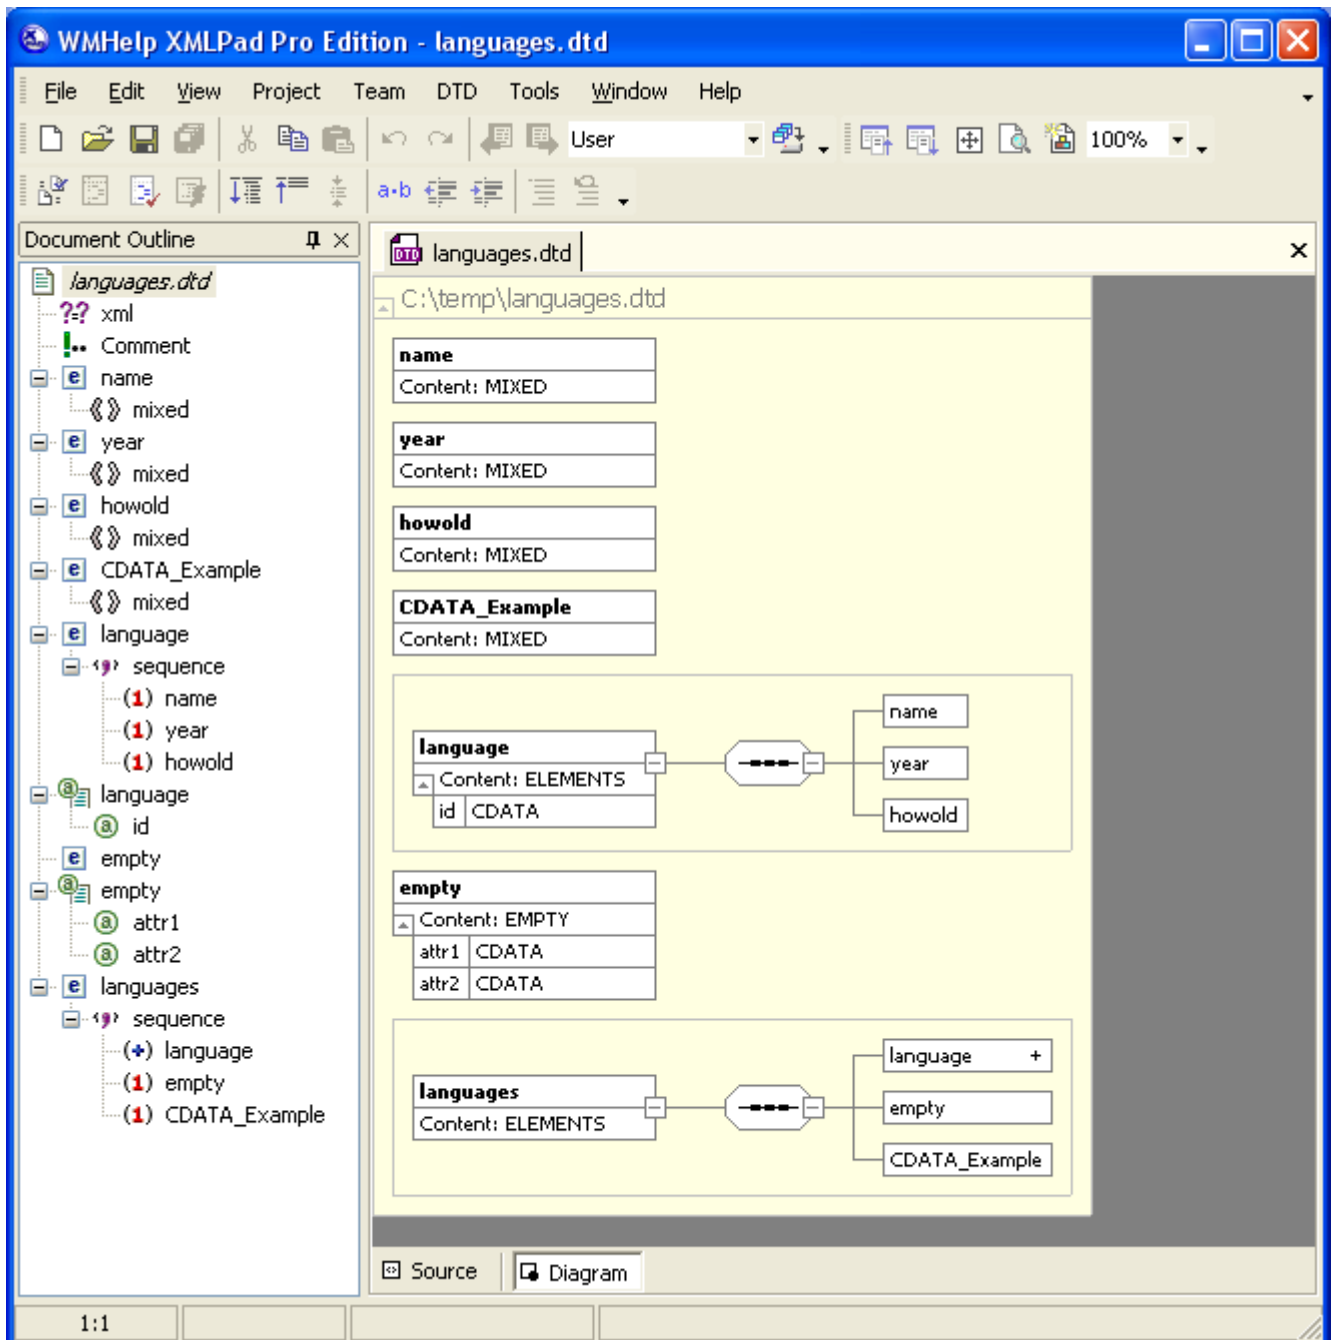 WMHelp XMLPad Pro Edition - languages.dtd
File Edit View Project Team DTD Tools Window Help
User 100%
a·b
Document Outline
languages.dtd
?=? xml
!•• Comment
e name
mixed
e year
mixed
e howold
mixed
e CDATA_Example
mixed
e language
sequence
(1) name
(1) year
(1) howold
a language
a id
e empty
a empty
a attr1
a attr2
e languages
sequence
(+) language
(1) empty
(1) CDATA_Example
DTD languages.dtd
C:\temp\languages.dtd
name
Content: MIXED
year
Content: MIXED
howold
Content: MIXED
CDATA_Example
Content: MIXED
language
Content: ELEMENTS
id CDATA
name
year
howold
empty
Content: EMPTY
attr1 CDATA
attr2 CDATA
languages
Content: ELEMENTS
language +
empty
CDATA_Example
Source Diagram
1:1